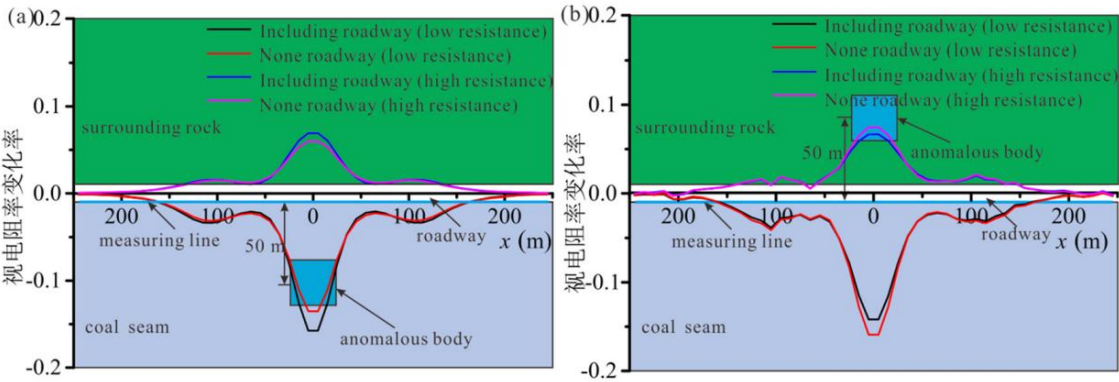 (a)
0.2
Including roadway (low resistance)
None roadway (low resistance)
Including roadway (high resistance)
None roadway (high resistance)
0.1
surrounding rock
视电阻率变化率
0.0
200
100
0
100
200
measuring line
50 m
roadway
x (m)
-0.1
coal seam
anomalous body
-0.2
(b)
0.2
Including roadway (low resistance)
None roadway (low resistance)
Including roadway (high resistance)
None roadway (high resistance)
0.1
surrounding rock
50 m
anomalous body
视电阻率变化率
0.0
200
100
0
100
200
measuring line
roadway
x (m)
-0.1
coal seam
-0.2